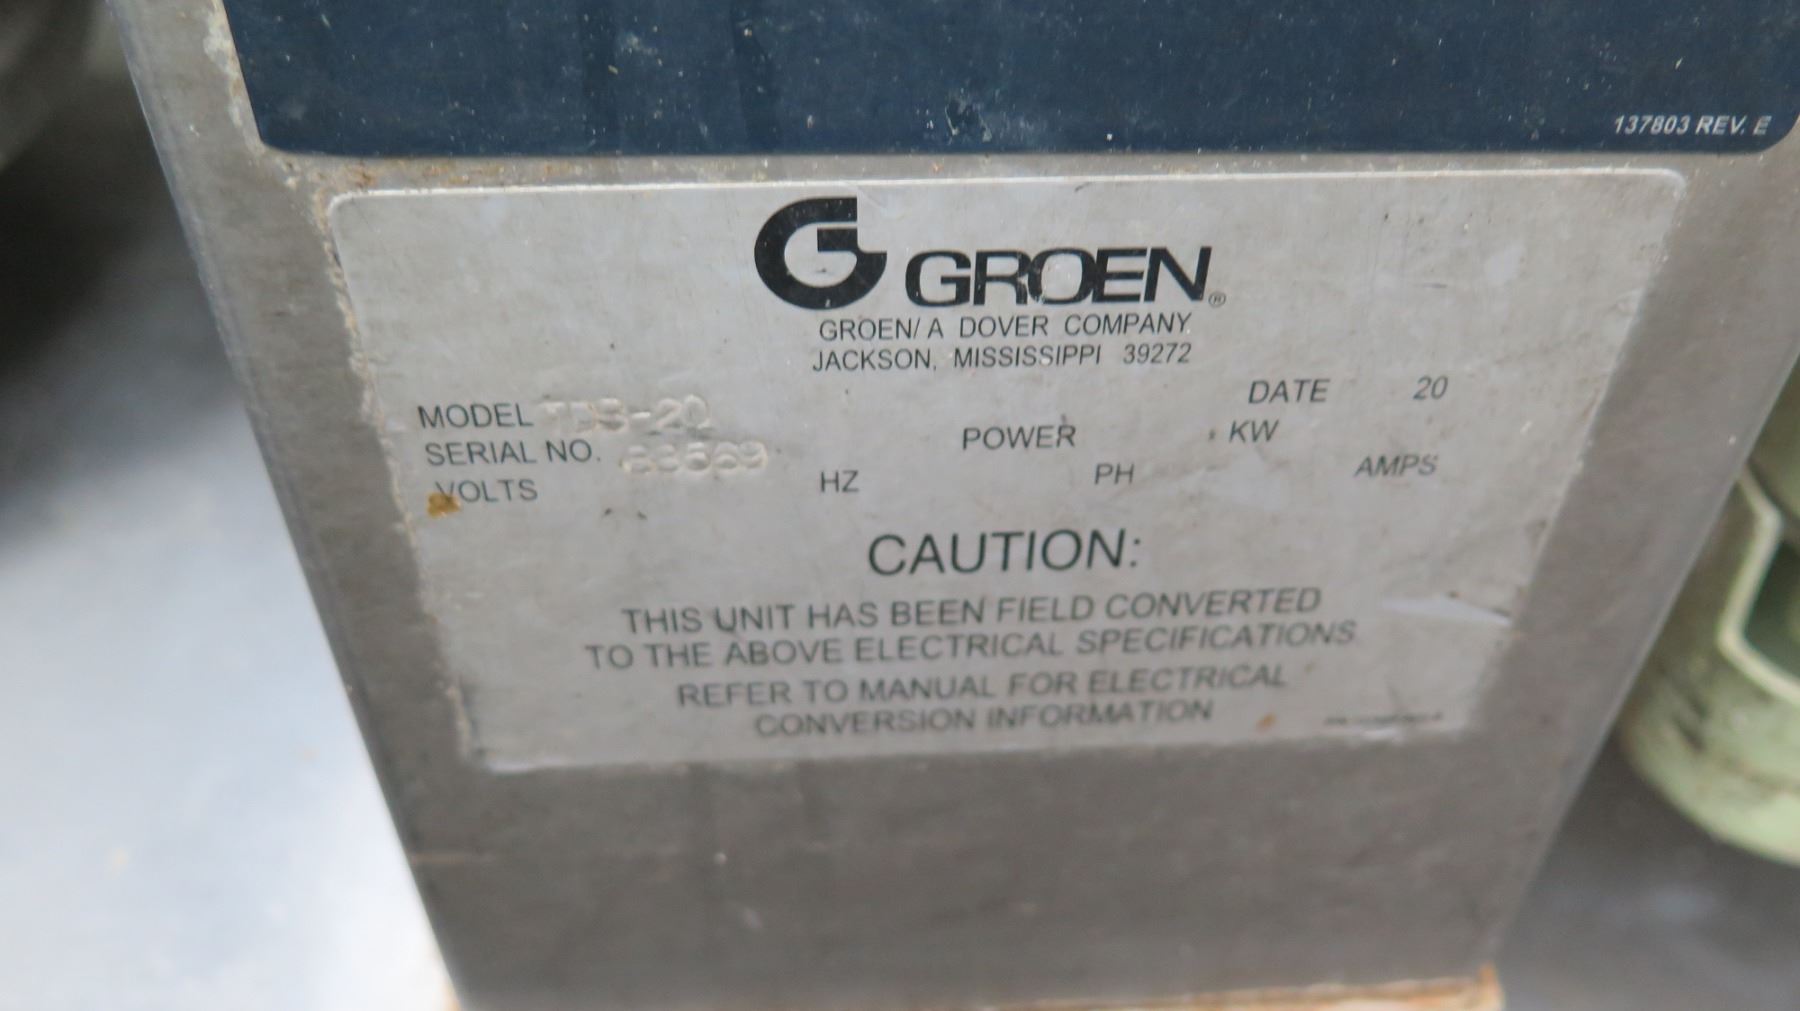 137803 REV. E
G GROEN®
GROEN/ A DOVER COMPANY
JACKSON, MISSISSIPPI 39272
DATE 20
MODEL TDB-20
POWER KW
SERIAL NO.
VOLTS HZ PH AMPS
CAUTION:
THIS UNIT HAS BEEN FIELD CONVERTED
TO THE ABOVE ELECTRICAL SPECIFICATIONS
REFER TO MANUAL FOR ELECTRICAL
CONVERSION INFORMATION